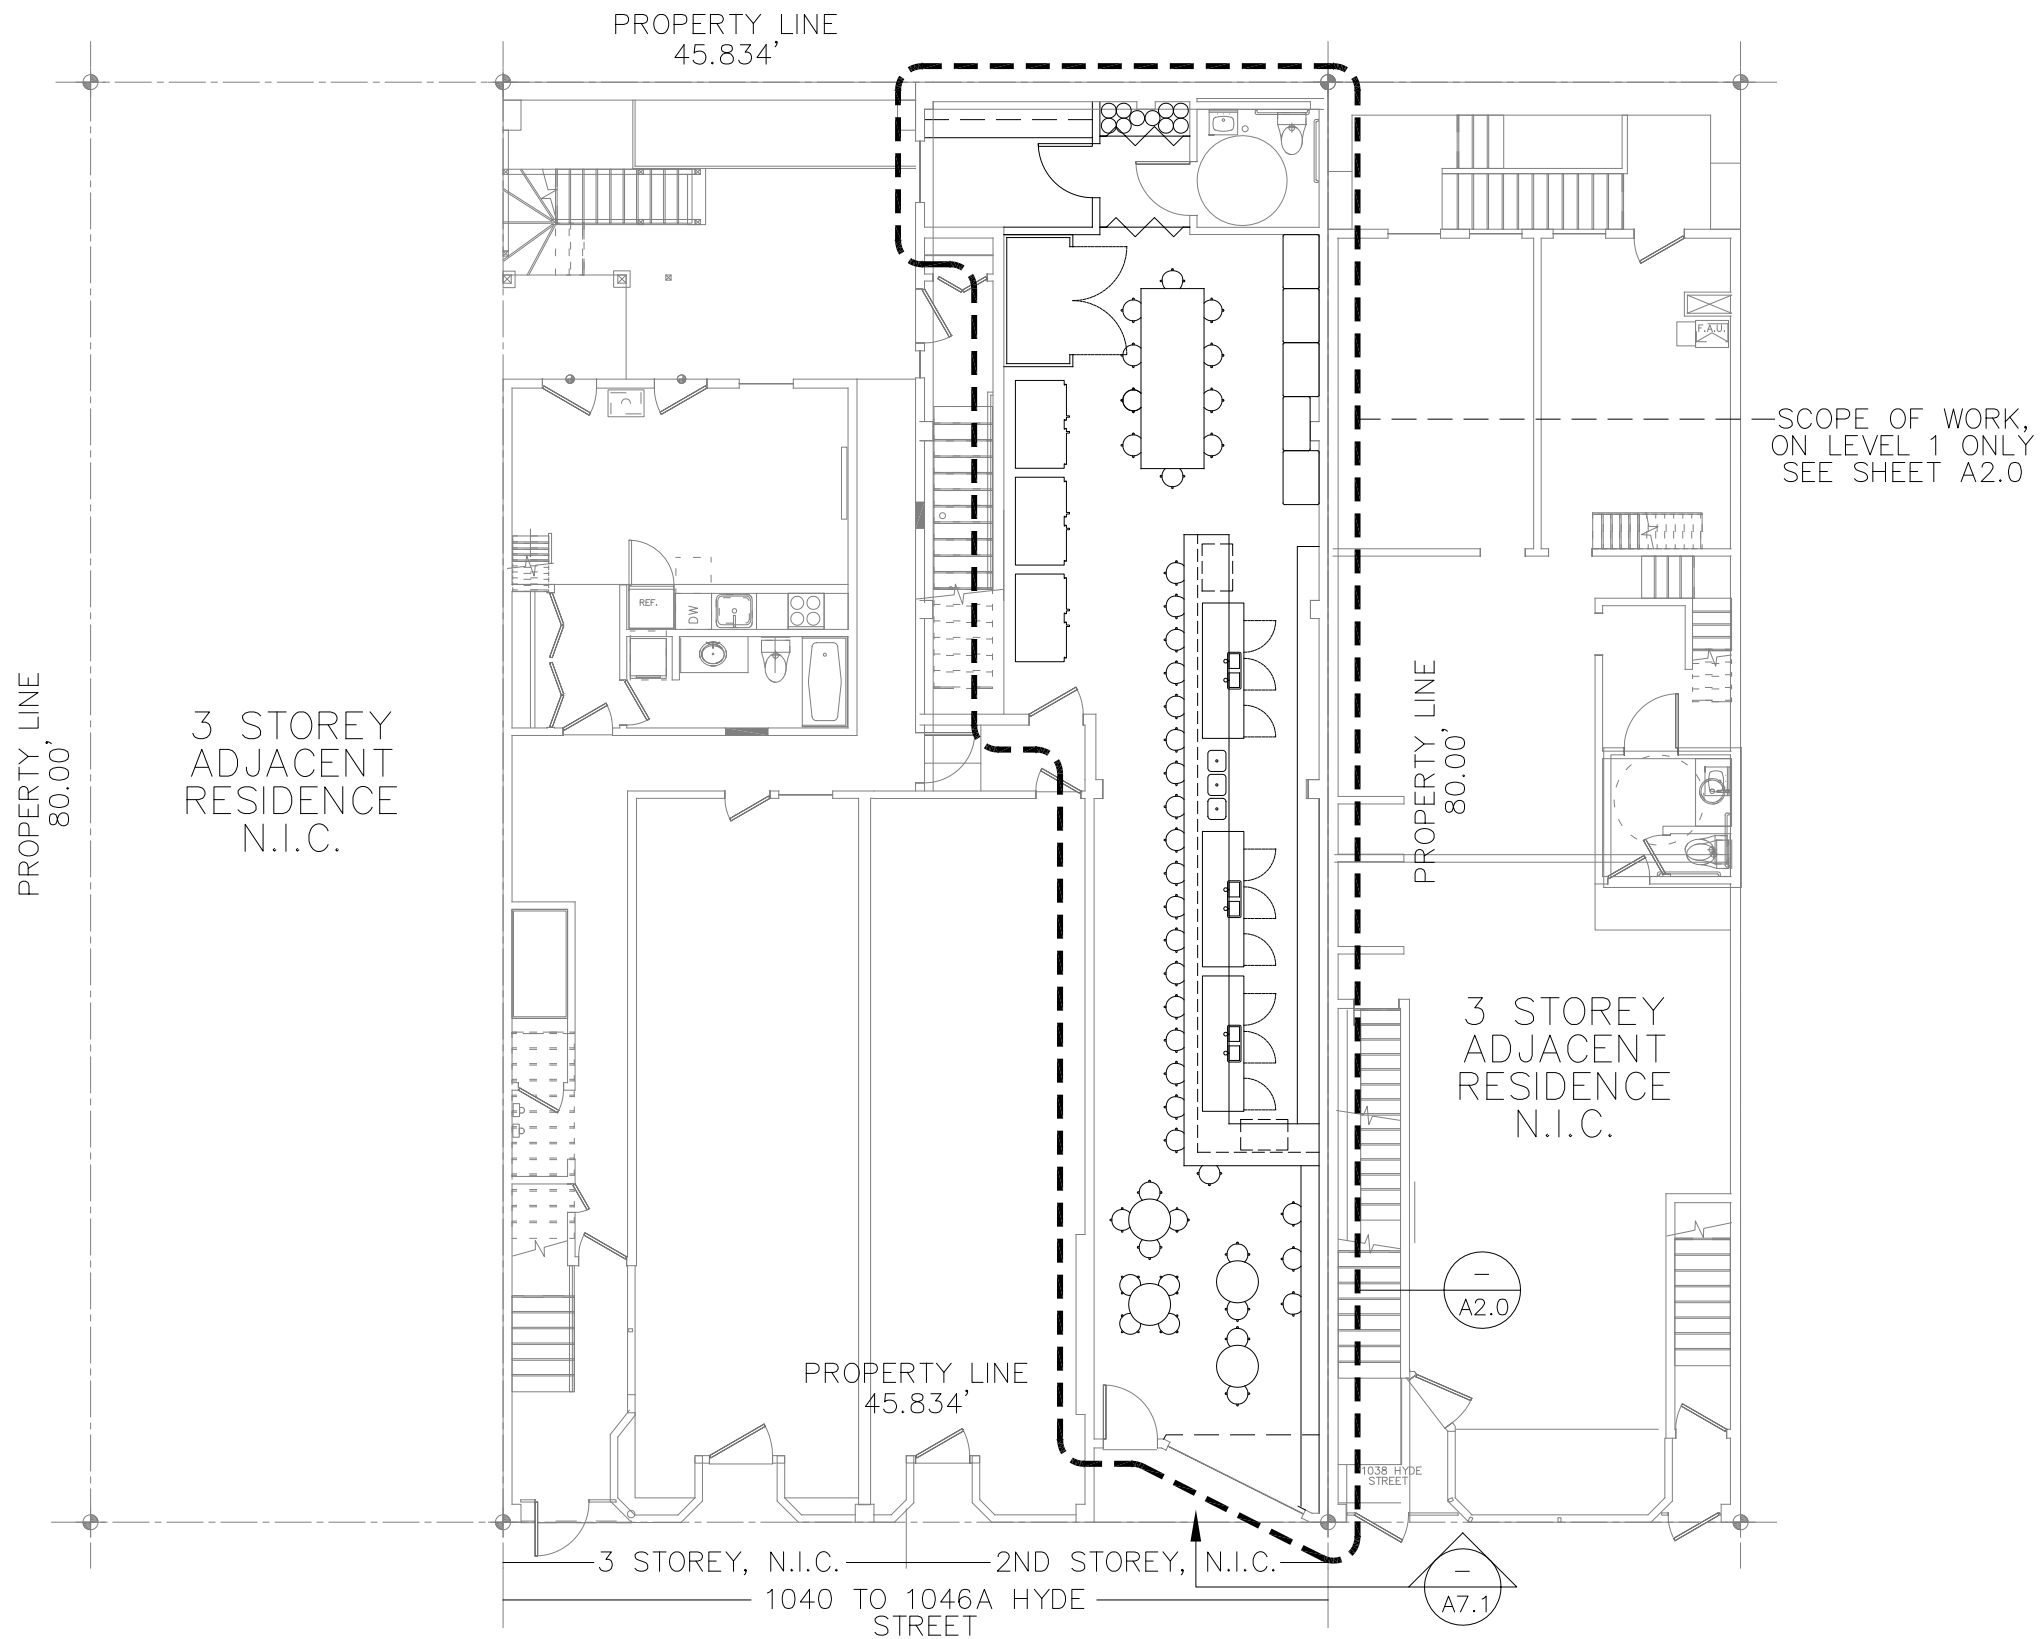 PROPERTY LINE
45.834'
SCOPE OF WORK,
ON LEVEL 1 ONLY
SEE SHEET A2.0
F.A.U.
REF.
DW
PROPERTY LINE
80.00'
3 STOREY
ADJACENT
RESIDENCE
N.I.C.
PROPERTY LINE
80.00'
3 STOREY
ADJACENT
RESIDENCE
N.I.C.
–
A2.0
PROPERTY LINE
45.834'
1038 HYDE
STREET
3 STOREY, N.I.C.
2ND STOREY, N.I.C.
–
A7.1
1040 TO 1046A HYDE
STREET